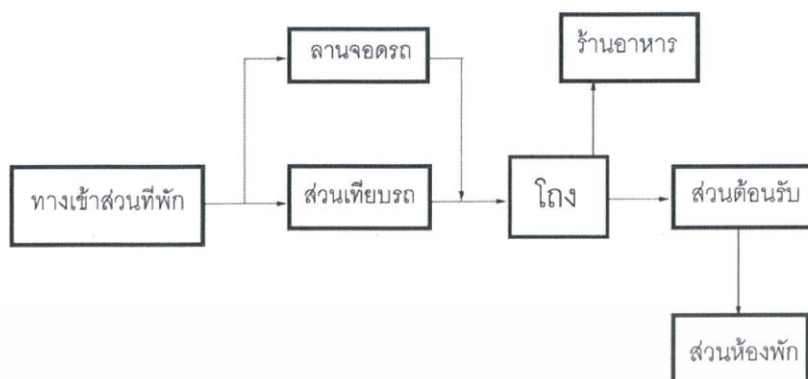 ลานจอดรถ
ร้านอาหาร
ทางเข้าส่วนที่พัก
ส่วนเทียบรถ
โถง
ส่วนต้อนรับ
ส่วนห้องพัก